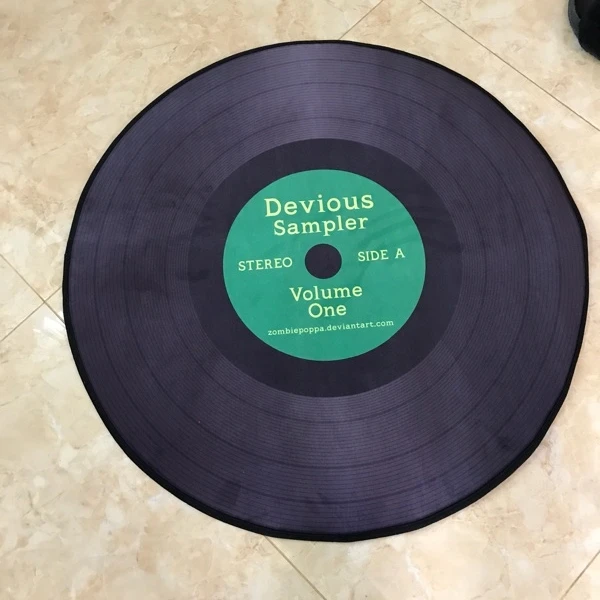 Devious
Sampler
STEREO SIDE A
Volume
One
zombiepoppa.deviantart.com